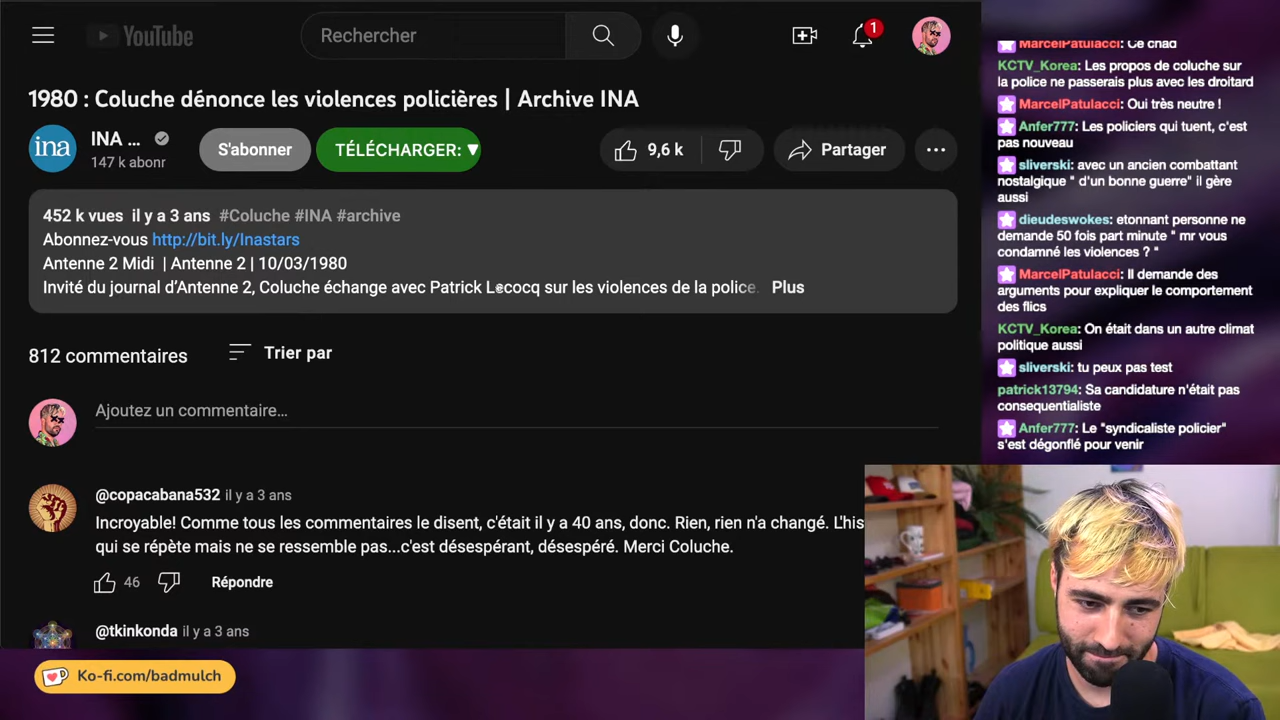 YouTube
Rechercher
1
1980 : Coluche dénonce les violences policières | Archive INA
ina
INA ...
147 k abonr
S'abonner
TÉLÉCHARGER: ▼
9,6 k
Partager
452 k vues il y a 3 ans #Coluche #INA #archive
Abonnez-vous http://bit.ly/Inastars
Antenne 2 Midi | Antenne 2 | 10/03/1980
Invité du journal d'Antenne 2, Coluche échange avec Patrick Lecocq sur les violences de la police. Plus
812 commentaires
Trier par
Ajoutez un commentaire...
@copacabana532 il y a 3 ans
Incroyable! Comme tous les commentaires le disent, c'était il y a 40 ans, donc. Rien, rien n'a changé. L'his
qui se répète mais ne se ressemble pas...c'est désespérant, désespéré. Merci Coluche.
46
Répondre
@tkinkonda il y a 3 ans
Ko-fi.com/badmulch
MarcelPatulacci: Ce chad
KCTV_Korea: Les propos de coluche sur
la police ne passerais plus avec les droitard
MarcelPatulacci: Oui très neutre !
Anfer777: Les policiers qui tuent, c'est
pas nouveau
sliverski: avec un ancien combattant
nostalgique " d'un bonne guerre" il gère
aussi
dieudeswokes: etonnant personne ne
demande 50 fois part minute " mr vous
condamné les violences ? "
MarcelPatulacci: Il demande des
arguments pour expliquer le comportement
des flics
KCTV_Korea: On était dans un autre climat
politique aussi
sliverski: tu peux pas test
patrick13794: Sa candidature n'était pas
consequentialiste
Anfer777: Le "syndicaliste policier"
s'est dégonflé pour venir